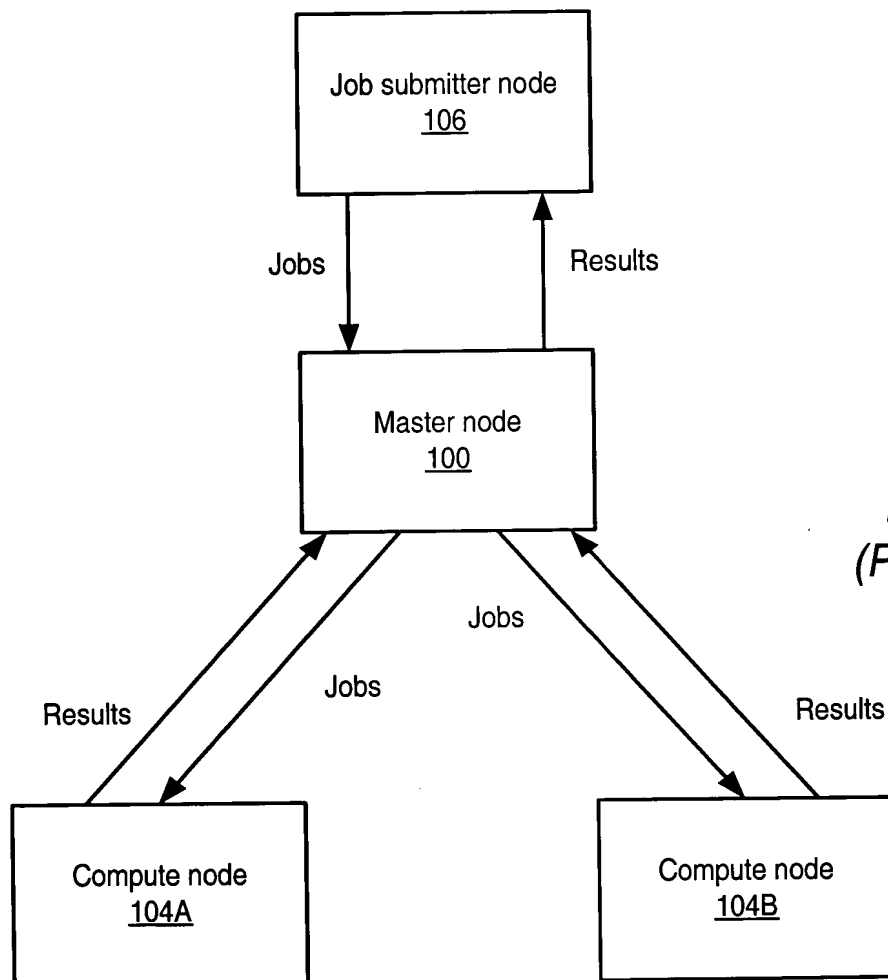 Job submitter node
106
Jobs
Results
Master node
100
(P
Jobs
Jobs
Results
Results
Compute node
104A
Compute node
104B